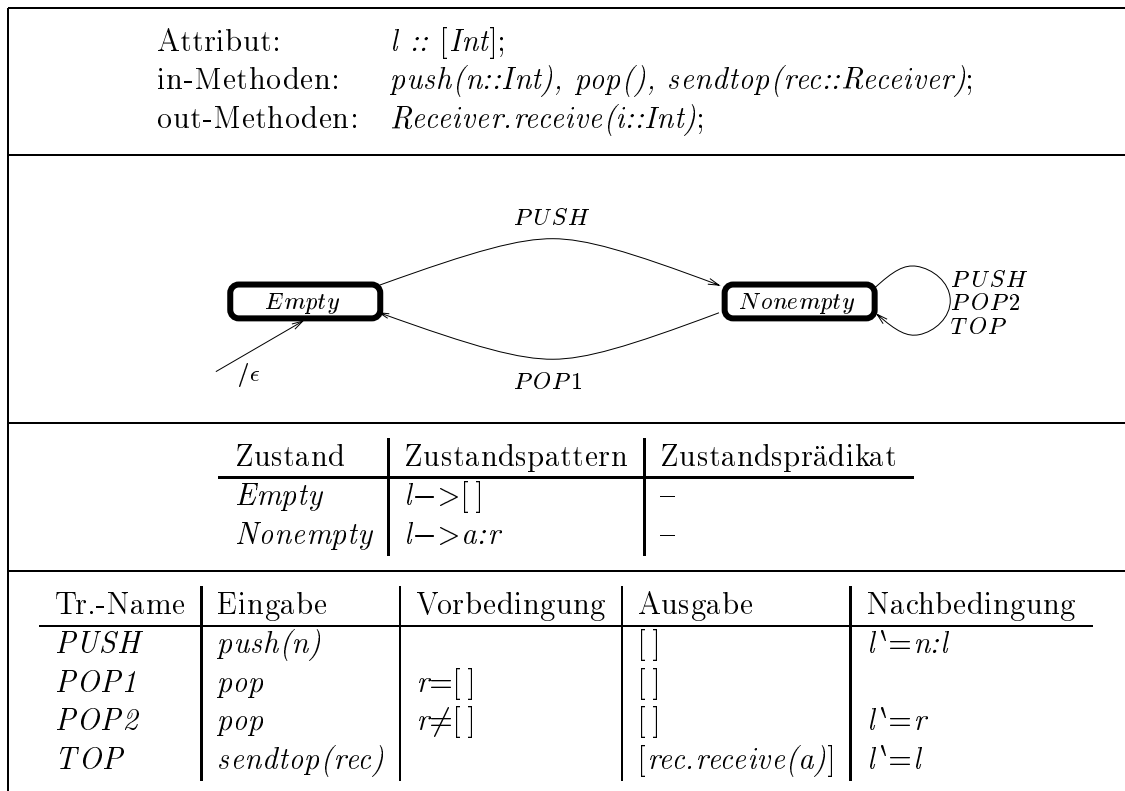 Attribut: l :: [Int];
in-Methoden: push(n::Int), pop(), sendtop(rec::Receiver);
out-Methoden: Receiver.receive(i::Int);
PUSH
Empty
Nonempty
PUSH
POP2
TOP
/ϵ
POP1
Zustand Zustandspattern Zustandsprädikat
Empty l−>[ ] –
Nonempty l−>a:r –
Tr.-Name Eingabe Vorbedingung Ausgabe Nachbedingung
PUSH push(n) [ ] l‵=n:l
POP1 pop r=[ ] [ ]
POP2 pop r≠[ ] [ ] l‵=r
TOP sendtop(rec) [rec.receive(a)] l‵=l